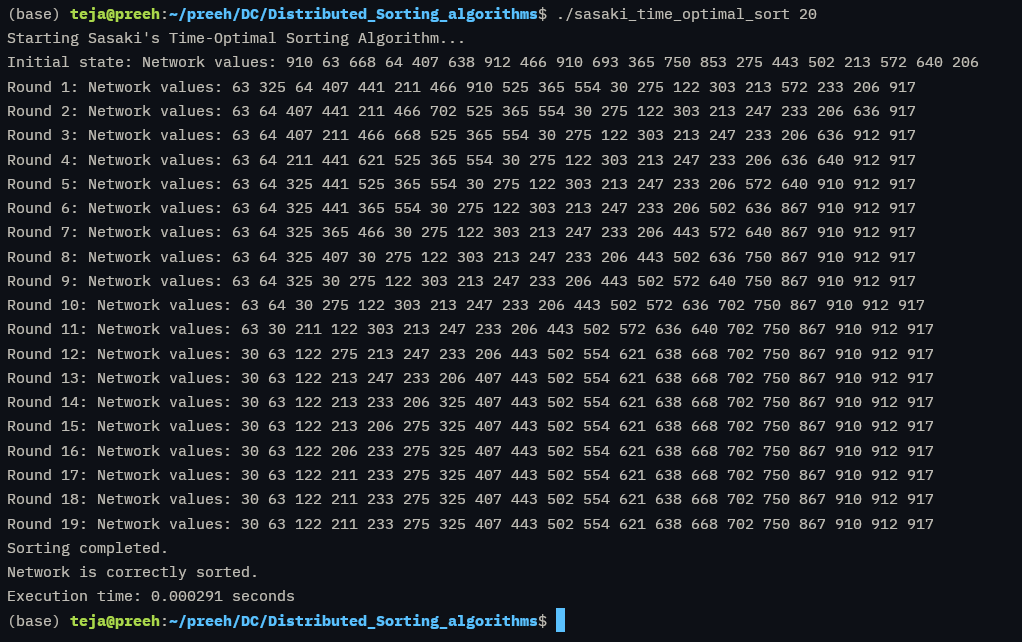 (base) teja@preeh:~/preeh/DC/Distributed_Sorting_algorithms$ ./sasaki_time_optimal_sort 20
Starting Sasaki's Time-Optimal Sorting Algorithm...
Initial state: Network values: 910 63 668 64 407 638 912 466 910 693 365 750 853 275 443 502 213 572 640 206
Round 1: Network values: 63 325 64 407 441 211 466 910 525 365 554 30 275 122 303 213 572 233 206 917
Round 2: Network values: 63 64 407 441 211 466 702 525 365 554 30 275 122 303 213 247 233 206 636 917
Round 3: Network values: 63 64 407 211 466 668 525 365 554 30 275 122 303 213 247 233 206 636 912 917
Round 4: Network values: 63 64 211 441 621 525 365 554 30 275 122 303 213 247 233 206 636 640 912 917
Round 5: Network values: 63 64 325 441 525 365 554 30 275 122 303 213 247 233 206 572 640 910 912 917
Round 6: Network values: 63 64 325 441 365 554 30 275 122 303 213 247 233 206 502 636 867 910 912 917
Round 7: Network values: 63 64 325 365 466 30 275 122 303 213 247 233 206 443 572 640 867 910 912 917
Round 8: Network values: 63 64 325 407 30 275 122 303 213 247 233 206 443 502 636 750 867 910 912 917
Round 9: Network values: 63 64 325 30 275 122 303 213 247 233 206 443 502 572 640 750 867 910 912 917
Round 10: Network values: 63 64 30 275 122 303 213 247 233 206 443 502 572 636 702 750 867 910 912 917
Round 11: Network values: 63 30 211 122 303 213 247 233 206 443 502 572 636 640 702 750 867 910 912 917
Round 12: Network values: 30 63 122 275 213 247 233 206 443 502 554 621 638 668 702 750 867 910 912 917
Round 13: Network values: 30 63 122 213 247 233 206 407 443 502 554 621 638 668 702 750 867 910 912 917
Round 14: Network values: 30 63 122 213 233 206 325 407 443 502 554 621 638 668 702 750 867 910 912 917
Round 15: Network values: 30 63 122 213 206 275 325 407 443 502 554 621 638 668 702 750 867 910 912 917
Round 16: Network values: 30 63 122 206 233 275 325 407 443 502 554 621 638 668 702 750 867 910 912 917
Round 17: Network values: 30 63 122 211 233 275 325 407 443 502 554 621 638 668 702 750 867 910 912 917
Round 18: Network values: 30 63 122 211 233 275 325 407 443 502 554 621 638 668 702 750 867 910 912 917
Round 19: Network values: 30 63 122 211 233 275 325 407 443 502 554 621 638 668 702 750 867 910 912 917
Sorting completed.
Network is correctly sorted.
Execution time: 0.000291 seconds
(base) teja@preeh:~/preeh/DC/Distributed_Sorting_algorithms$